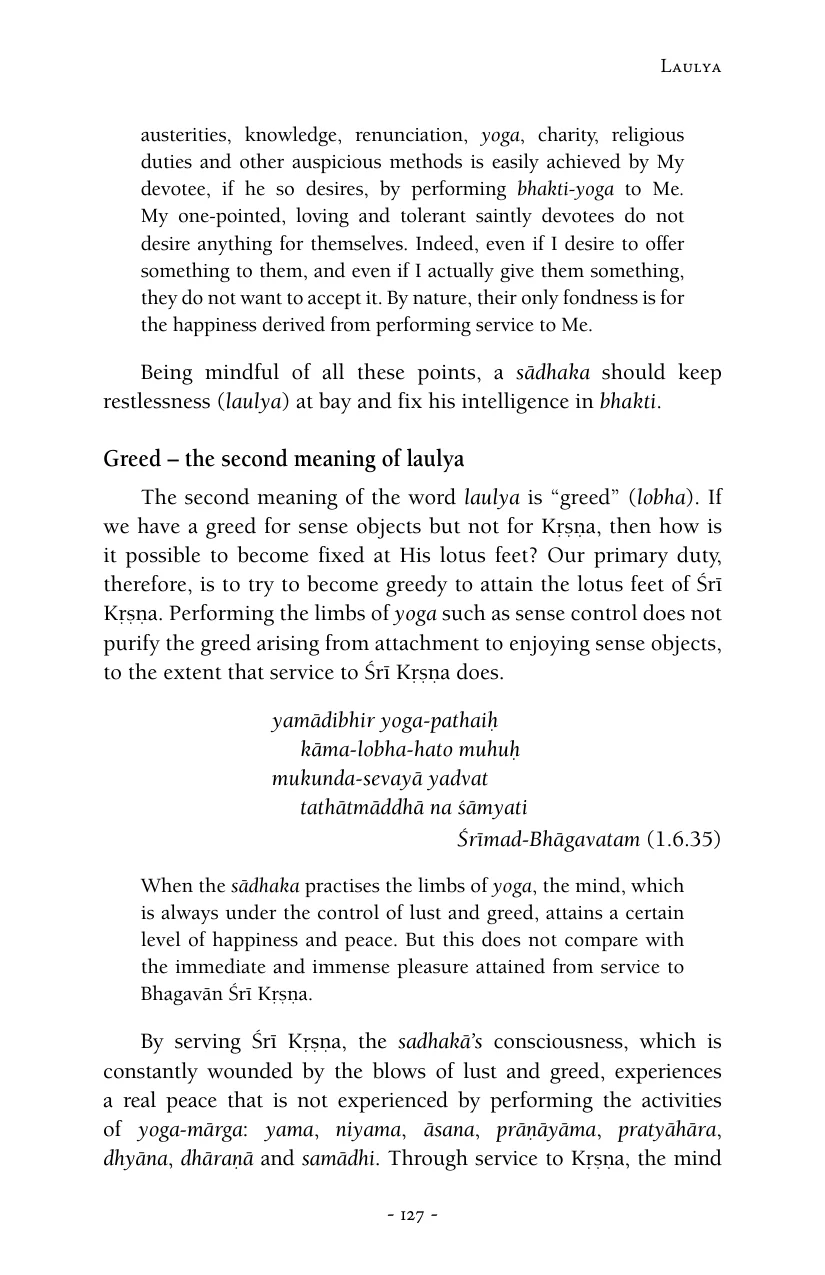 Laulya
austerities, knowledge, renunciation, yoga, charity, religious
duties and other auspicious methods is easily achieved by My
devotee, if he so desires, by performing bhakti-yoga to Me.
My one-pointed, loving and tolerant saintly devotees do not
desire anything for themselves. Indeed, even if I desire to offer
something to them, and even if I actually give them something,
they do not want to accept it. By nature, their only fondness is for
the happiness derived from performing service to Me.
Being mindful of all these points, a sādhaka should keep
restlessness (laulya) at bay and fix his intelligence in bhakti.
Greed – the second meaning of laulya
The second meaning of the word laulya is “greed” (lobha). If
we have a greed for sense objects but not for Kṛṣṇa, then how is
it possible to become fixed at His lotus feet? Our primary duty,
therefore, is to try to become greedy to attain the lotus feet of Śrī
Kṛṣṇa. Performing the limbs of yoga such as sense control does not
purify the greed arising from attachment to enjoying sense objects,
to the extent that service to Śrī Kṛṣṇa does.
yamādibhir yoga-pathaiḥ
kāma-lobha-hato muhuḥ
mukunda-sevayā yadvat
tathātmāddhā na śāmyati
Śrīmad-Bhāgavatam (1.6.35)
When the sādhaka practises the limbs of yoga, the mind, which
is always under the control of lust and greed, attains a certain
level of happiness and peace. But this does not compare with
the immediate and immense pleasure attained from service to
Bhagavān Śrī Kṛṣṇa.
By serving Śrī Kṛṣṇa, the sadhakā’s consciousness, which is
constantly wounded by the blows of lust and greed, experiences
a real peace that is not experienced by performing the activities
of yoga-mārga: yama, niyama, āsana, prāṇāyāma, pratyāhāra,
dhyāna, dhāraṇā and samādhi. Through service to Kṛṣṇa, the mind
- 127 -